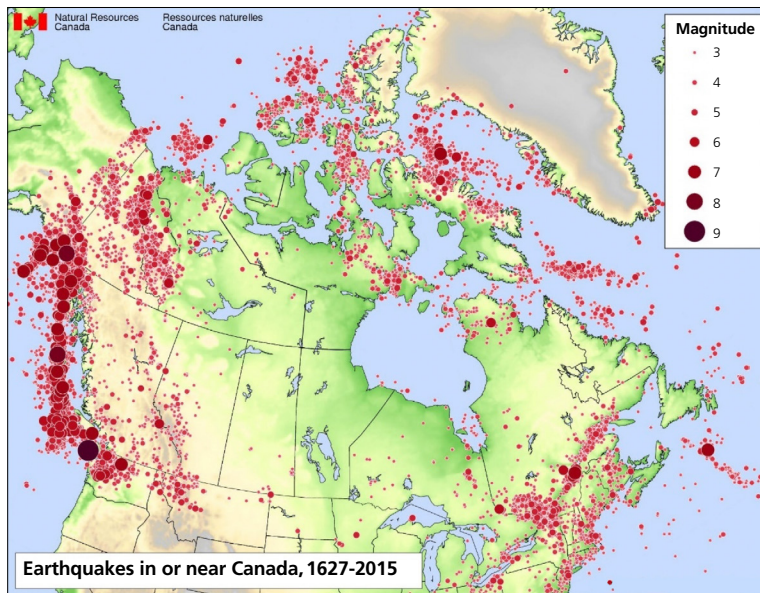 Natural Resources
Canada
Ressources naturelles
Canada
Magnitude
3
4
5
6
7
8
9
Earthquakes in or near Canada, 1627-2015